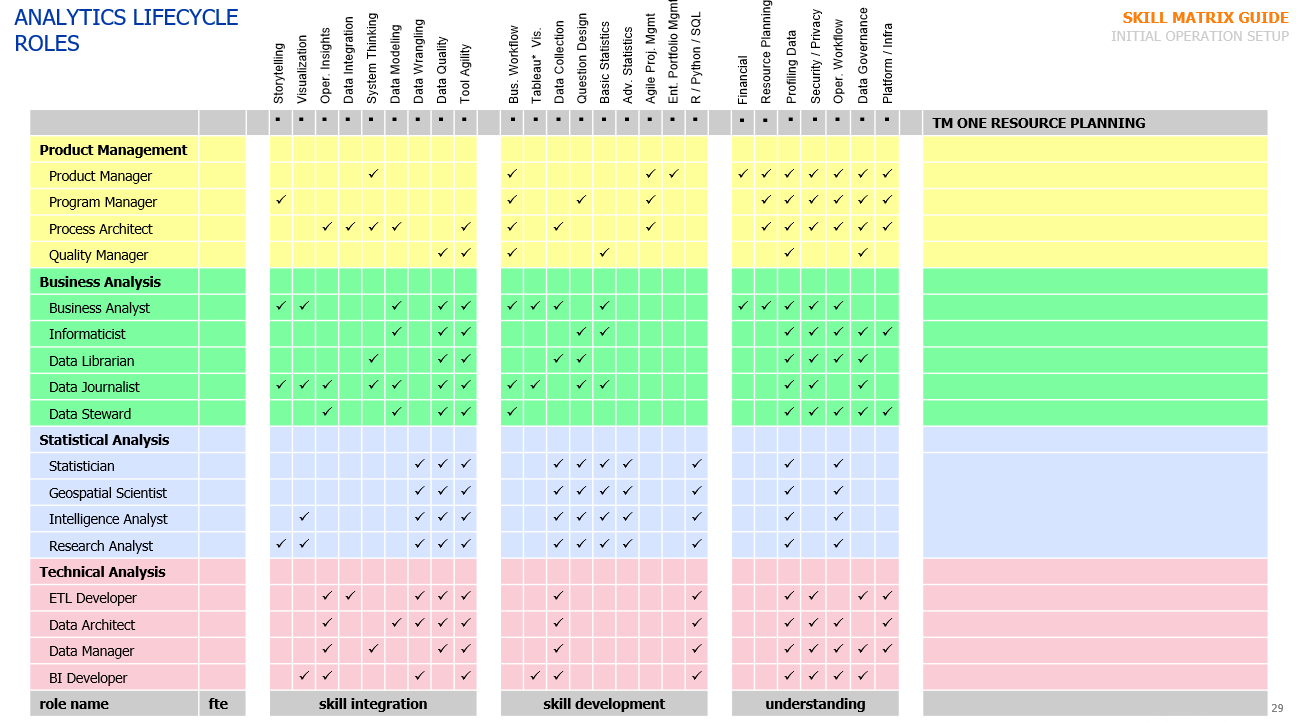 ANALYTICS LIFECYCLE
ROLES
SKILL MATRIX GUIDE
INITIAL OPERATION SETUP
Storytelling
Visualization
Oper. Insights
Data Integration
System Thinking
Data Modeling
Data Wrangling
Data Quality
Tool Agility
Bus. Workflow
Tableau* Vis.
Data Collection
Question Design
Basic Statistics
Adv. Statistics
Agile Proj. Mgmt
Ent. Portfolio Mgmt
R / Python / SQL
Financial
Resource Planning
Profiling Data
Security / Privacy
Oper. Workflow
Data Governance
Platform / Infra
TM ONE RESOURCE PLANNING
Product Management
Product Manager ✓ ✓ ✓ ✓ ✓ ✓ ✓ ✓ ✓ ✓ ✓
Program Manager ✓ ✓ ✓ ✓ ✓ ✓ ✓ ✓ ✓ ✓
Process Architect ✓ ✓ ✓ ✓ ✓ ✓ ✓ ✓ ✓ ✓ ✓ ✓ ✓ ✓
Quality Manager ✓ ✓ ✓ ✓ ✓ ✓
Business Analysis
Business Analyst ✓ ✓ ✓ ✓ ✓ ✓ ✓ ✓ ✓ ✓ ✓ ✓ ✓ ✓
Informaticist ✓ ✓ ✓ ✓ ✓ ✓ ✓ ✓ ✓ ✓
Data Librarian ✓ ✓ ✓ ✓ ✓ ✓ ✓ ✓ ✓
Data Journalist ✓ ✓ ✓ ✓ ✓ ✓ ✓ ✓ ✓ ✓ ✓ ✓ ✓ ✓
Data Steward ✓ ✓ ✓ ✓ ✓ ✓ ✓ ✓ ✓ ✓
Statistical Analysis
Statistician ✓ ✓ ✓ ✓ ✓ ✓ ✓ ✓ ✓ ✓
Geospatial Scientist ✓ ✓ ✓ ✓ ✓ ✓ ✓ ✓ ✓ ✓
Intelligence Analyst ✓ ✓ ✓ ✓ ✓ ✓ ✓ ✓ ✓ ✓ ✓
Research Analyst ✓ ✓ ✓ ✓ ✓ ✓ ✓ ✓ ✓ ✓ ✓ ✓
Technical Analysis
ETL Developer ✓ ✓ ✓ ✓ ✓ ✓ ✓ ✓ ✓ ✓ ✓
Data Architect ✓ ✓ ✓ ✓ ✓ ✓ ✓ ✓ ✓ ✓ ✓
Data Manager ✓ ✓ ✓ ✓ ✓ ✓ ✓ ✓ ✓ ✓ ✓
BI Developer ✓ ✓ ✓ ✓ ✓ ✓ ✓ ✓ ✓ ✓ ✓
role name fte skill integration skill development understanding
29